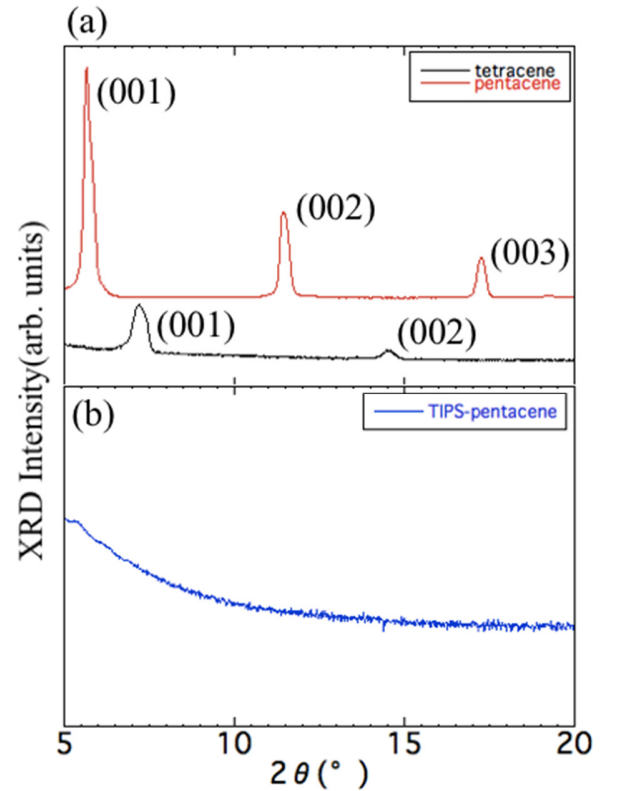 (a)
tetracene
pentacene
(001)
(002)
(003)
(001)
(002)
XRD Intensity(arb. units)
(b)
TIPS-pentacene
5 10 15 20
2θ(°)